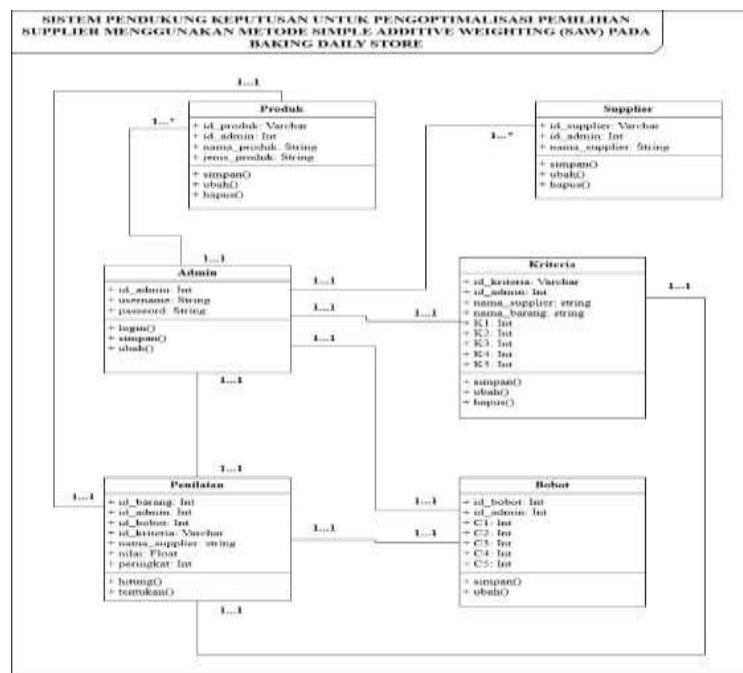 SISTEM PENDUKUNG KEPUTUSAN UNTUK PENGOPTIMALISASI PEMILIHAN
SUPPLIER MENGGUNAKAN METODE SIMPLE ADDITIVE WEIGHTING (SAW) PADA
BAKING DAILY STORE
1...1
Produk
+ id_produk: Varchar
+ id_admin: Int
+ nama_produk: String
+ jenis_produk: String
+ simpan()
+ ubah()
+ hapus()
1...*
Supplier
+ id_supplier: Varchar
+ id_admin: Int
+ nama_supplier: String
+ simpan()
+ ubah()
+ hapus()
1...*
1...1
Admin
+ id_admin: Int
+ username: String
+ password: String
+ login()
+ simpan()
+ ubah()
1...1
1...1
1...1
1...1
Kriteria
+ id_kriteria: Varchar
+ id_admin: Int
+ nama_supplier: string
+ nama_barang: string
+ K1: Int
+ K2: Int
+ K3: Int
+ K4: Int
+ K5: Int
+ simpan()
+ ubah()
+ hapus()
1...1
1...1
1...1
Penilaian
+ id_barang: Int
+ id_admin: Int
+ id_bobot: Int
+ id_kriteria: Varchar
+ nama_supplier: string
+ nilai: Float
+ peringkat: Int
+ hitung()
+ tentukan()
1...1
1...1
1...1
Bobot
+ id_bobot: Int
+ id_admin: Int
+ C1: Int
+ C2: Int
+ C3: Int
+ C4: Int
+ C5: Int
+ simpan()
+ ubah()
1...1
1...1